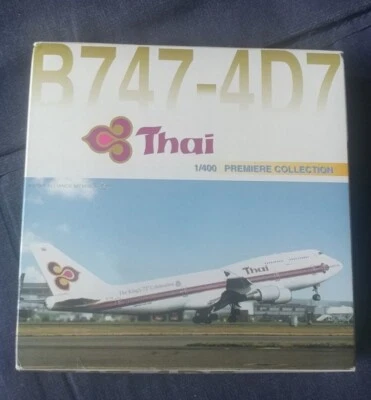 B747-4D7
Thai
1/400 PREMIERE COLLECTION
Thai